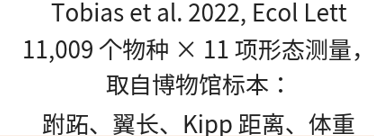 Tobias et al. 2022, Ecol Lett
11,009 个物种 × 11 项形态测量，
取自博物馆标本：
跗跖、翼长、Kipp 距离、体重